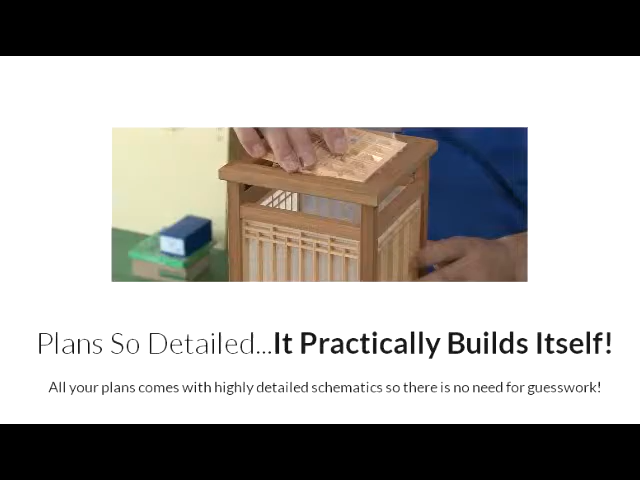 Plans So Detailed...It Practically Builds Itself!
All your plans comes with highly detailed schematics so there is no need for guesswork!